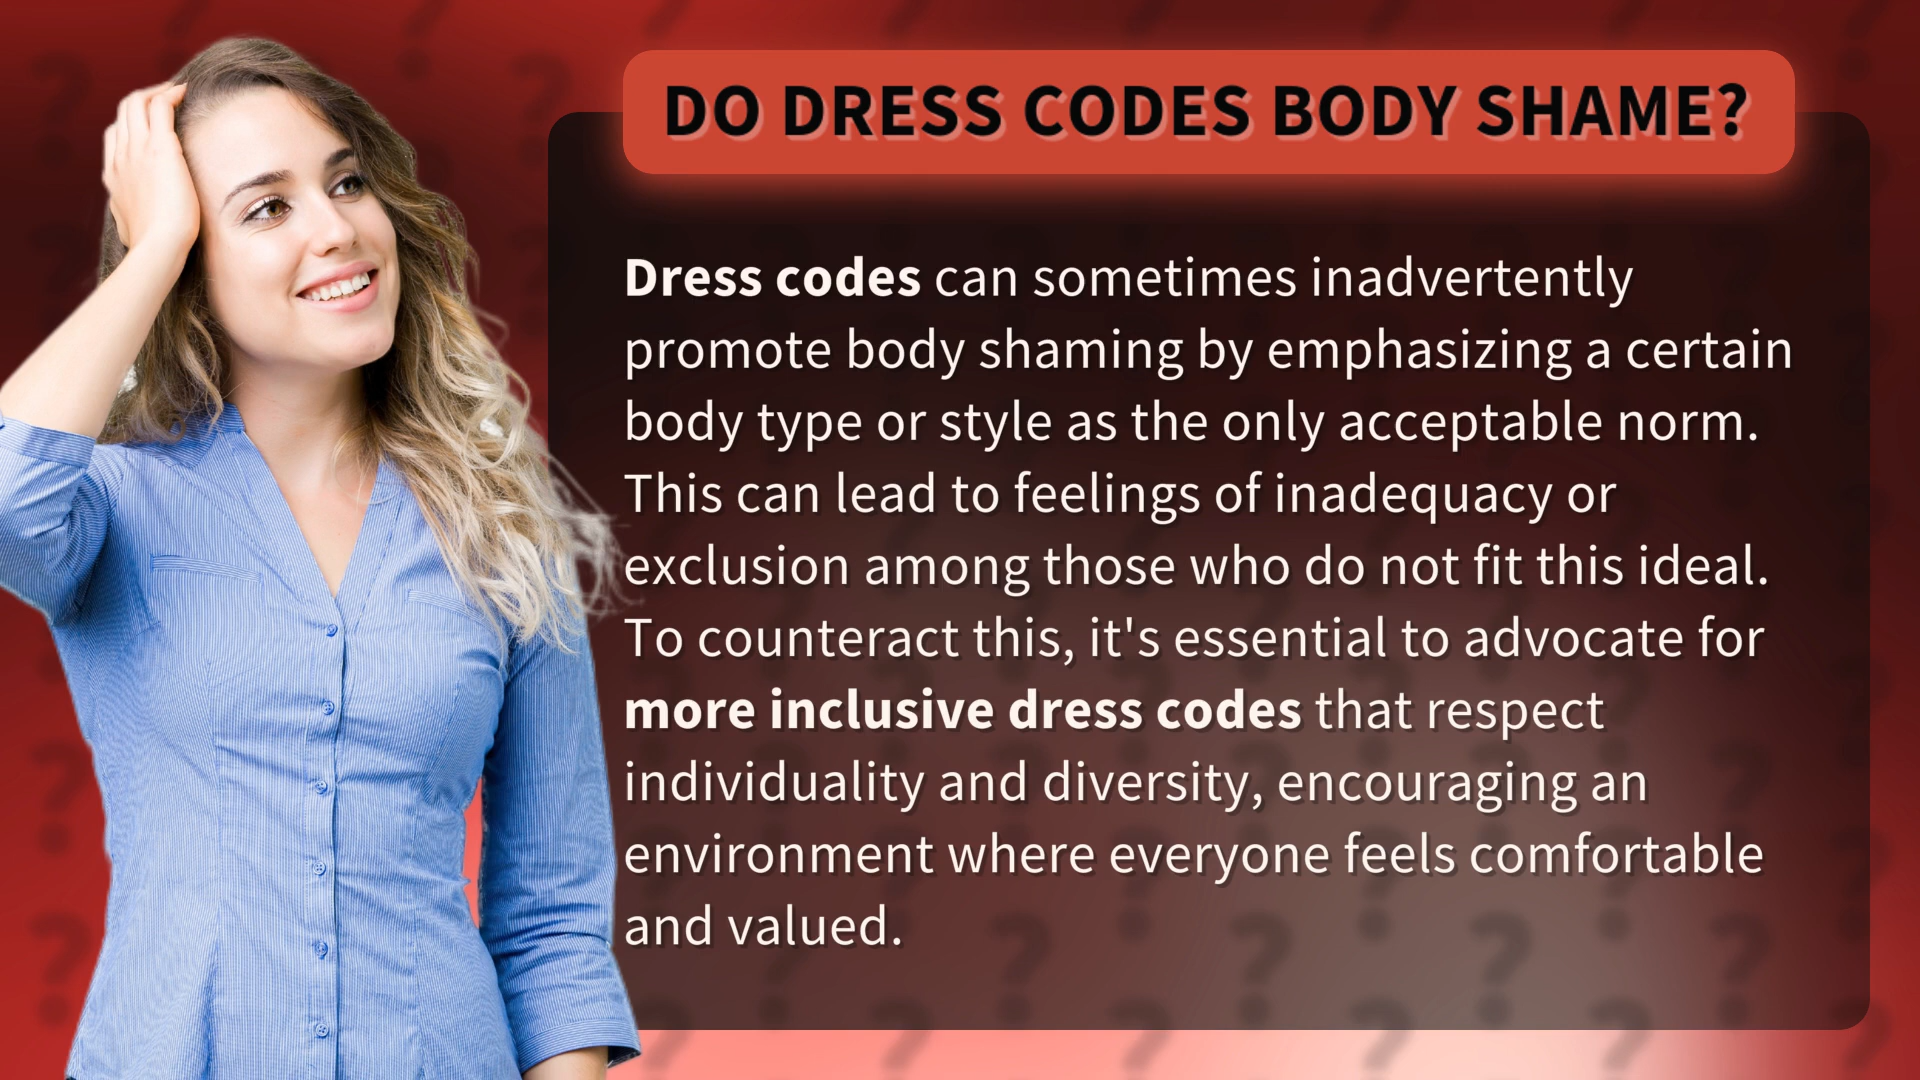 DO DRESS CODES BODY SHAME?
Dress codes can sometimes inadvertently
promote body shaming by emphasizing a certain
body type or style as the only acceptable norm.
This can lead to feelings of inadequacy or
exclusion among those who do not fit this ideal.
To counteract this, it's essential to advocate for
more inclusive dress codes that respect
individuality and diversity, encouraging an
environment where everyone feels comfortable
and valued.